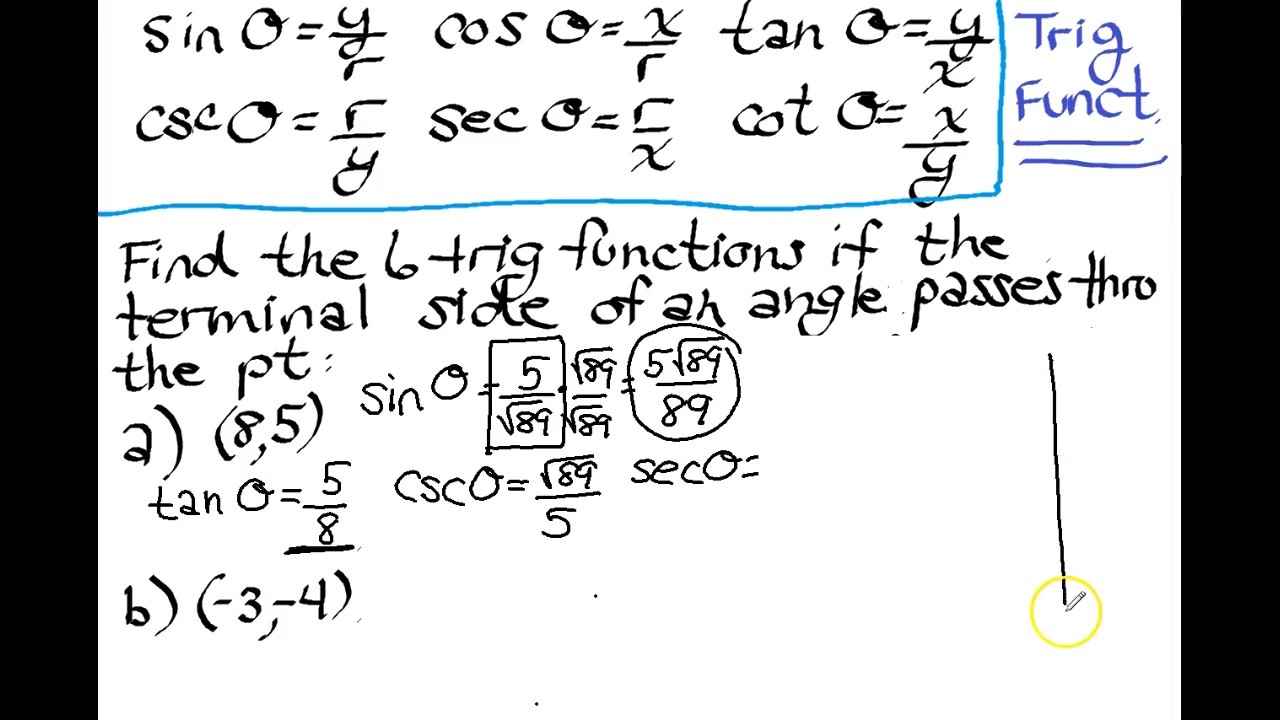 sin θ = y/r cos θ = x/r tan θ = y/x Trig
csc θ = r/y sec θ = r/x cot θ = x/y Funct.
Find the 6 trig functions if the
terminal side of an angle passes thro
the pt:
sin θ = 5/√89 · √89/√89 = 5√89/89
a) (8,5)
tan θ = 5/8 csc θ = √89/5 sec θ =
b) (-3,-4)